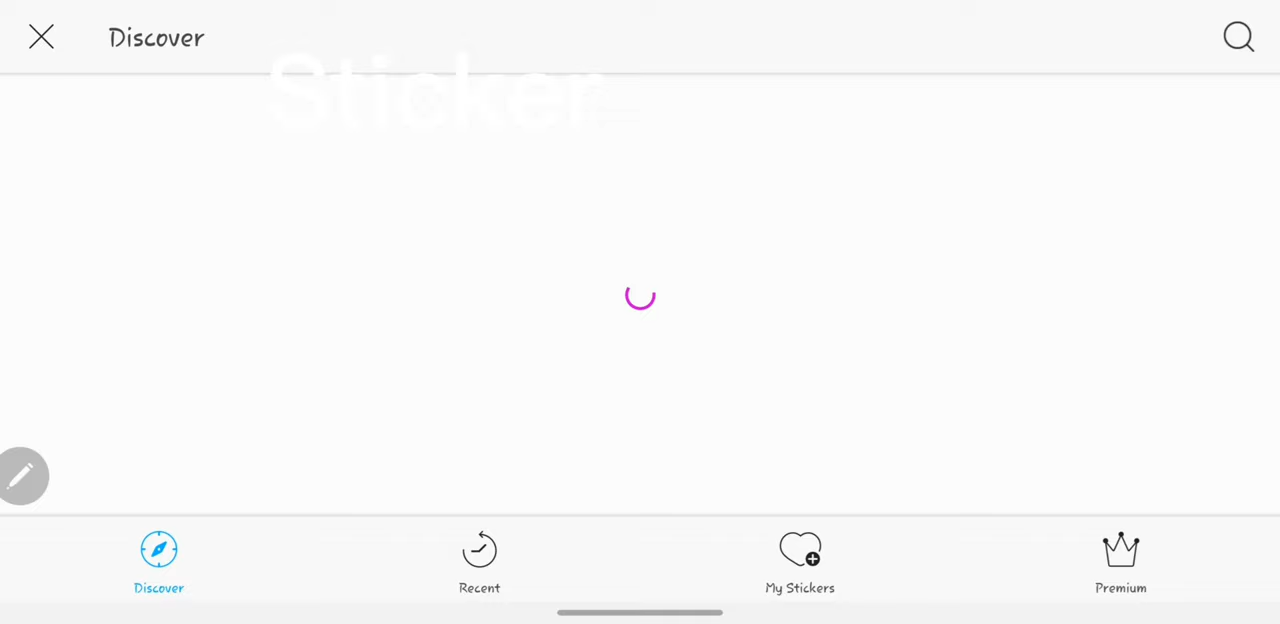 Discover
Sticker
Discover
Recent
My Stickers
Premium